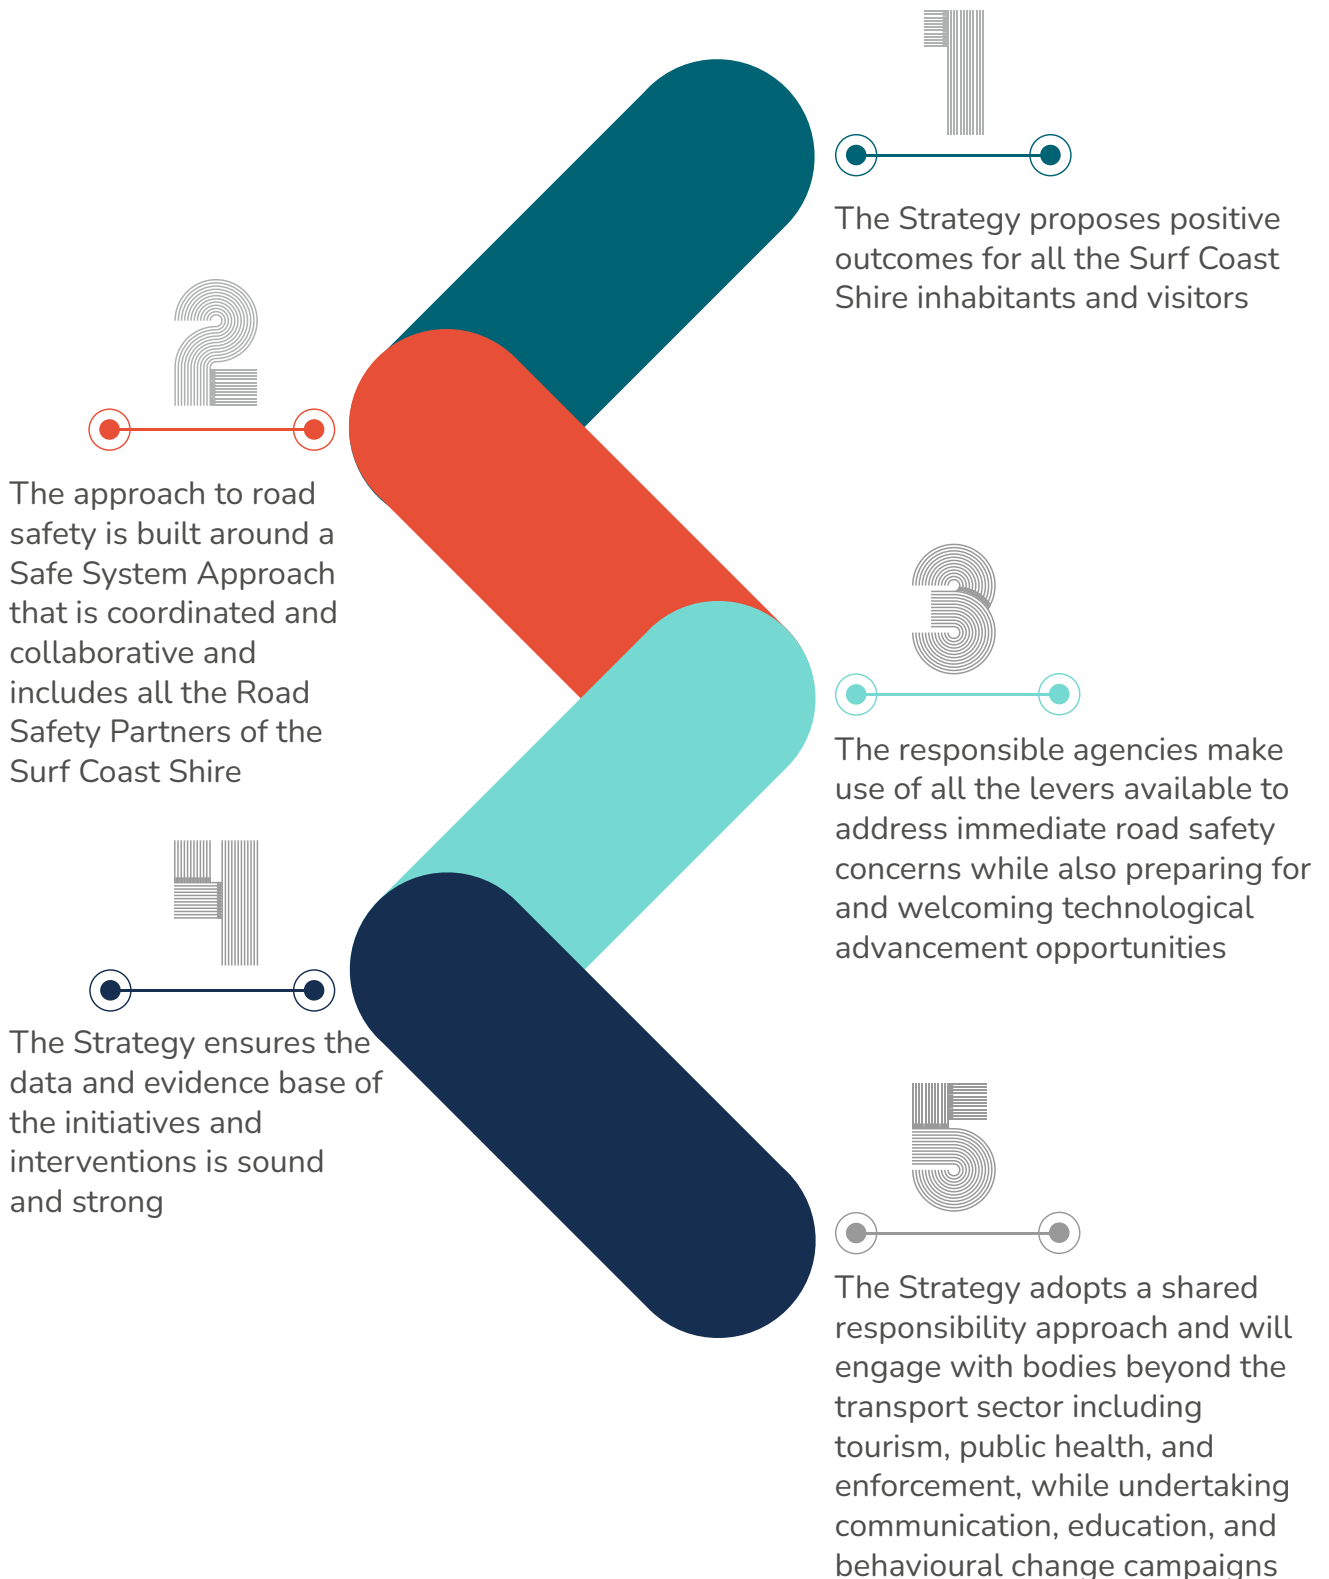 1
The Strategy proposes positive
outcomes for all the Surf Coast
Shire inhabitants and visitors
2
The approach to road
safety is built around a
Safe System Approach
that is coordinated and
collaborative and
includes all the Road
Safety Partners of the
Surf Coast Shire
3
The responsible agencies make
use of all the levers available to
address immediate road safety
concerns while also preparing for
and welcoming technological
advancement opportunities
4
The Strategy ensures the
data and evidence base of
the initiatives and
interventions is sound
and strong
5
The Strategy adopts a shared
responsibility approach and will
engage with bodies beyond the
transport sector including
tourism, public health, and
enforcement, while undertaking
communication, education, and
behavioural change campaigns